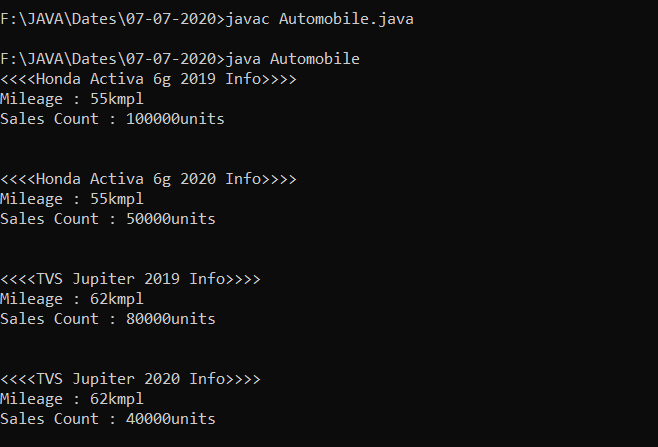 F:\JAVA\Dates\07-07-2020>javac Automobile.java
F:\JAVA\Dates\07-07-2020>java Automobile
<<<<Honda Activa 6g 2019 Info>>>>
Mileage : 55kmpl
Sales Count : 100000units
<<<<Honda Activa 6g 2020 Info>>>>
Mileage : 55kmpl
Sales Count : 50000units
<<<<TVS Jupiter 2019 Info>>>>
Mileage : 62kmpl
Sales Count : 80000units
<<<<TVS Jupiter 2020 Info>>>>
Mileage : 62kmpl
Sales Count : 40000units